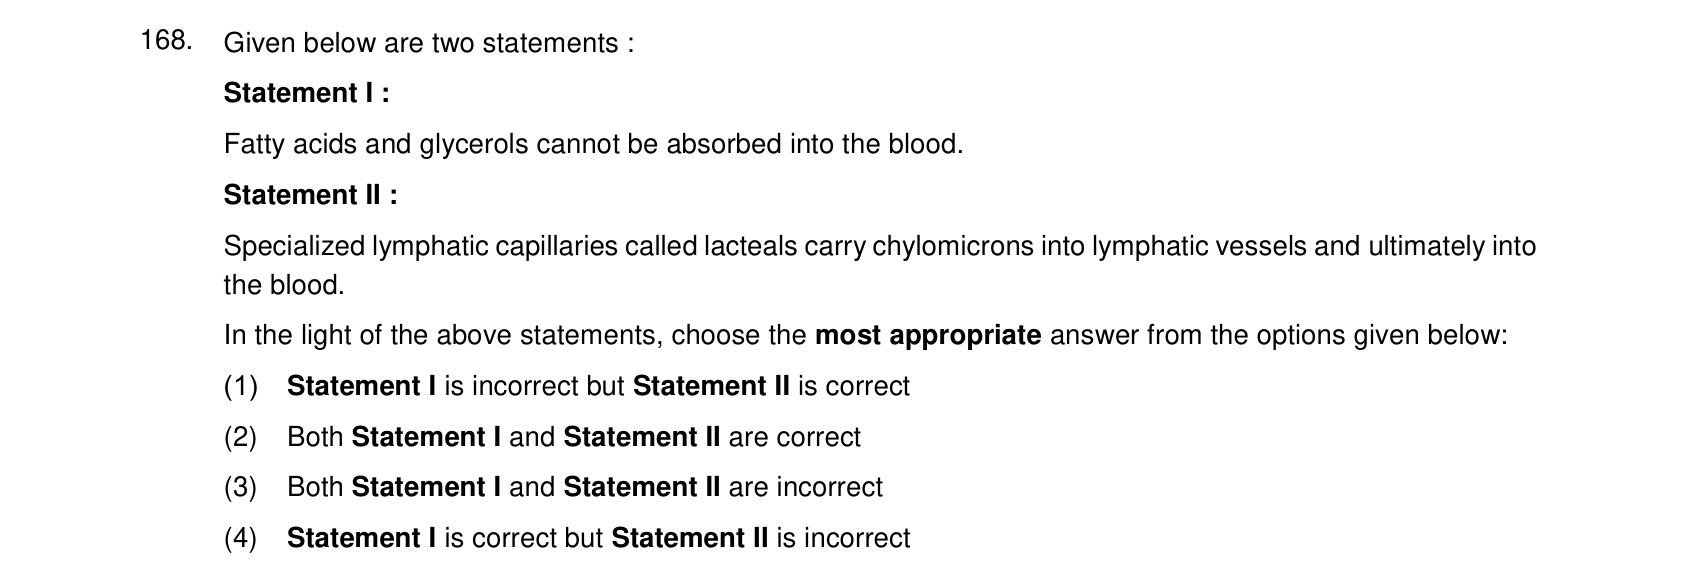 168. Given below are two statements :
Statement I :
Fatty acids and glycerols cannot be absorbed into the blood.
Statement II :
Specialized lymphatic capillaries called lacteals carry chylomicrons into lymphatic vessels and ultimately into
the blood.
In the light of the above statements, choose the most appropriate answer from the options given below:
(1) Statement I is incorrect but Statement II is correct
(2) Both Statement I and Statement II are correct
(3) Both Statement I and Statement II are incorrect
(4) Statement I is correct but Statement II is incorrect